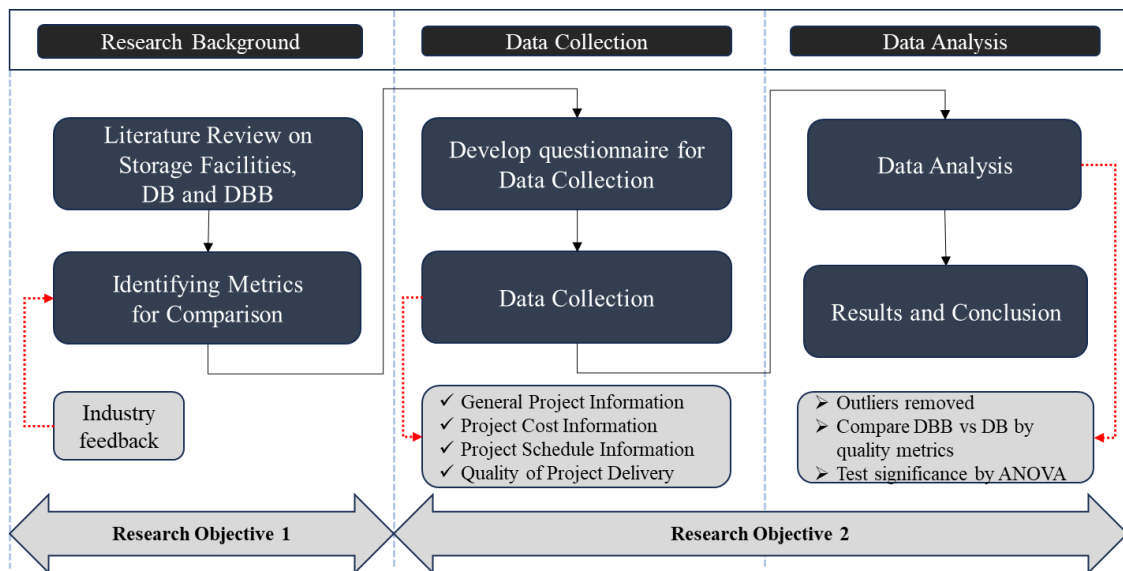 Research Background
Data Collection
Data Analysis
Literature Review on
Storage Facilities,
DB and DBB
Identifying Metrics
for Comparison
Industry
feedback
Develop questionnaire for
Data Collection
Data Collection
✓ General Project Information
✓ Project Cost Information
✓ Project Schedule Information
✓ Quality of Project Delivery
Data Analysis
Results and Conclusion
➢ Outliers removed
➢ Compare DBB vs DB by
quality metrics
➢ Test significance by ANOVA
Research Objective 1
Research Objective 2